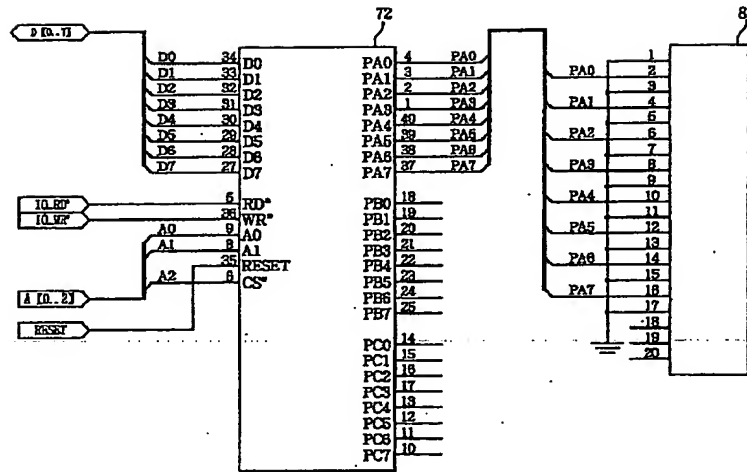 72
8
D [0..7]
D0 34 D0 PA0 4 PA0
D1 33 D1 PA1 3 PA1
D2 32 D2 PA2 2 PA2
D3 31 D3 PA3 1 PA3
D4 30 D4 PA4 40 PA4
D5 29 D5 PA5 39 PA5
D6 28 D6 PA6 38 PA6
D7 27 D7 PA7 37 PA7
IO_RD* 5 RD* PB0 18
IO_WR* 36 WR* PB1 19
A0 9 A0 PB2 20
A1 8 A1 PB3 21
35 RESET PB4 22
A2 6 CS* PB5 23
A [0..2] PB6 24
RESET PB7 25
PC0 14
PC1 15
PC2 16
PC3 17
PC4 13
PC5 12
PC6 11
PC7 10
1
PA0 2
3
PA1 4
5
PA2 6
7
PA3 8
9
PA4 10
11
PA5 12
13
PA6 14
15
PA7 16
17
18
19
20